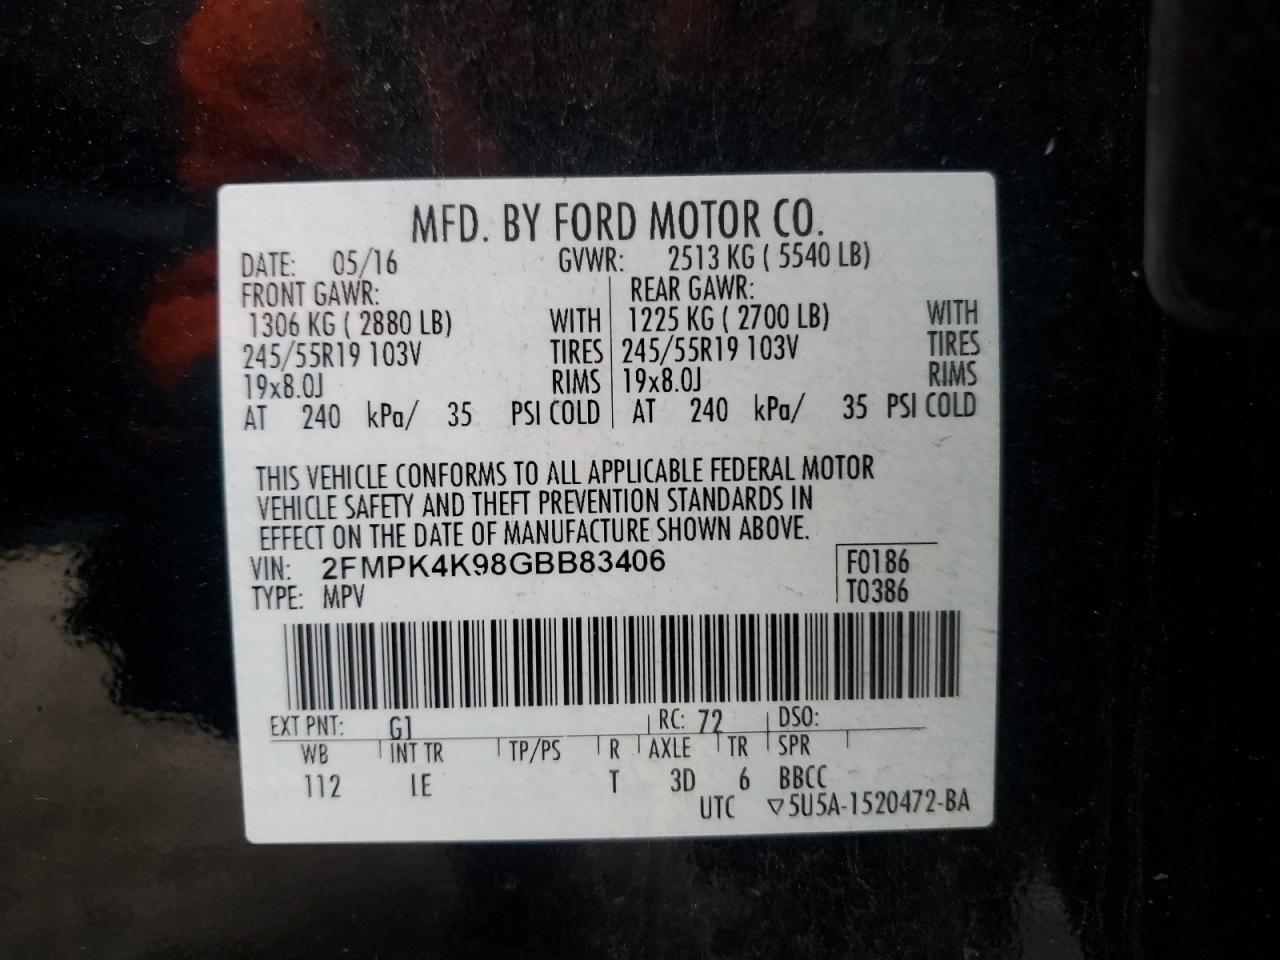 MFD. BY FORD MOTOR CO.
DATE: 05/16 GVWR: 2513 KG ( 5540 LB)
FRONT GAWR: REAR GAWR:
1306 KG ( 2880 LB) WITH 1225 KG ( 2700 LB) WITH
245/55R19 103V TIRES 245/55R19 103V TIRES
19x8.0J RIMS 19x8.0J RIMS
AT 240 kPa/ 35 PSI COLD AT 240 kPa/ 35 PSI COLD
THIS VEHICLE CONFORMS TO ALL APPLICABLE FEDERAL MOTOR
VEHICLE SAFETY AND THEFT PREVENTION STANDARDS IN
EFFECT ON THE DATE OF MANUFACTURE SHOWN ABOVE.
VIN: 2FMPK4K98GBB83406 F0186
TYPE: MPV T0386
EXT PNT: G1 RC: 72 DSO:
WB INT TR TP/PS R AXLE TR SPR
112 IE T 3D 6 BBCC
UTC ▽5U5A-1520472-BA